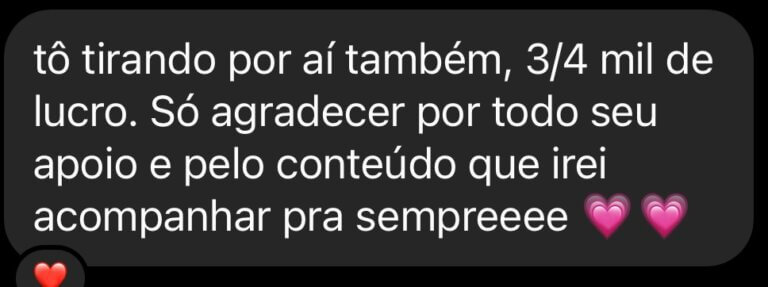 tô tirando por aí também, 3/4 mil de
lucro. Só agradecer por todo seu
apoio e pelo conteúdo que irei
acompanhar pra sempreeee 💗 💗